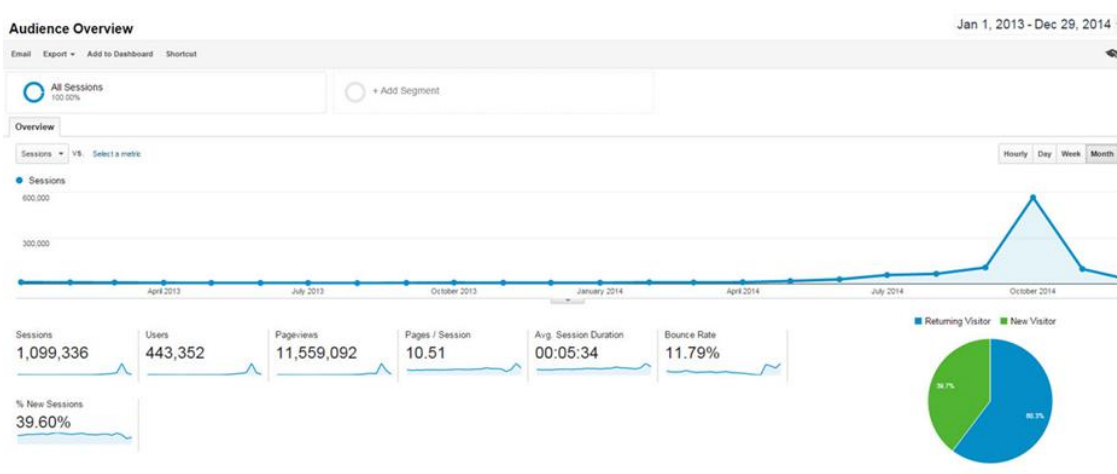 Audience Overview
Jan 1, 2013 - Dec 29, 2014
Email Export Add to Dashboard Shortcut
All Sessions
100.00%
+ Add Segment
Overview
Sessions VS. Select a metric
Hourly Day Week Month
Sessions
600,000
300,000
April 2013 July 2013 October 2013 January 2014 April 2014 July 2014 October 2014
Returning Visitor New Visitor
Sessions Users Pageviews Pages / Session Avg. Session Duration Bounce Rate
1,099,336 443,352 11,559,092 10.51 00:05:34 11.79%
39.7%
60.3%
% New Sessions
39.60%